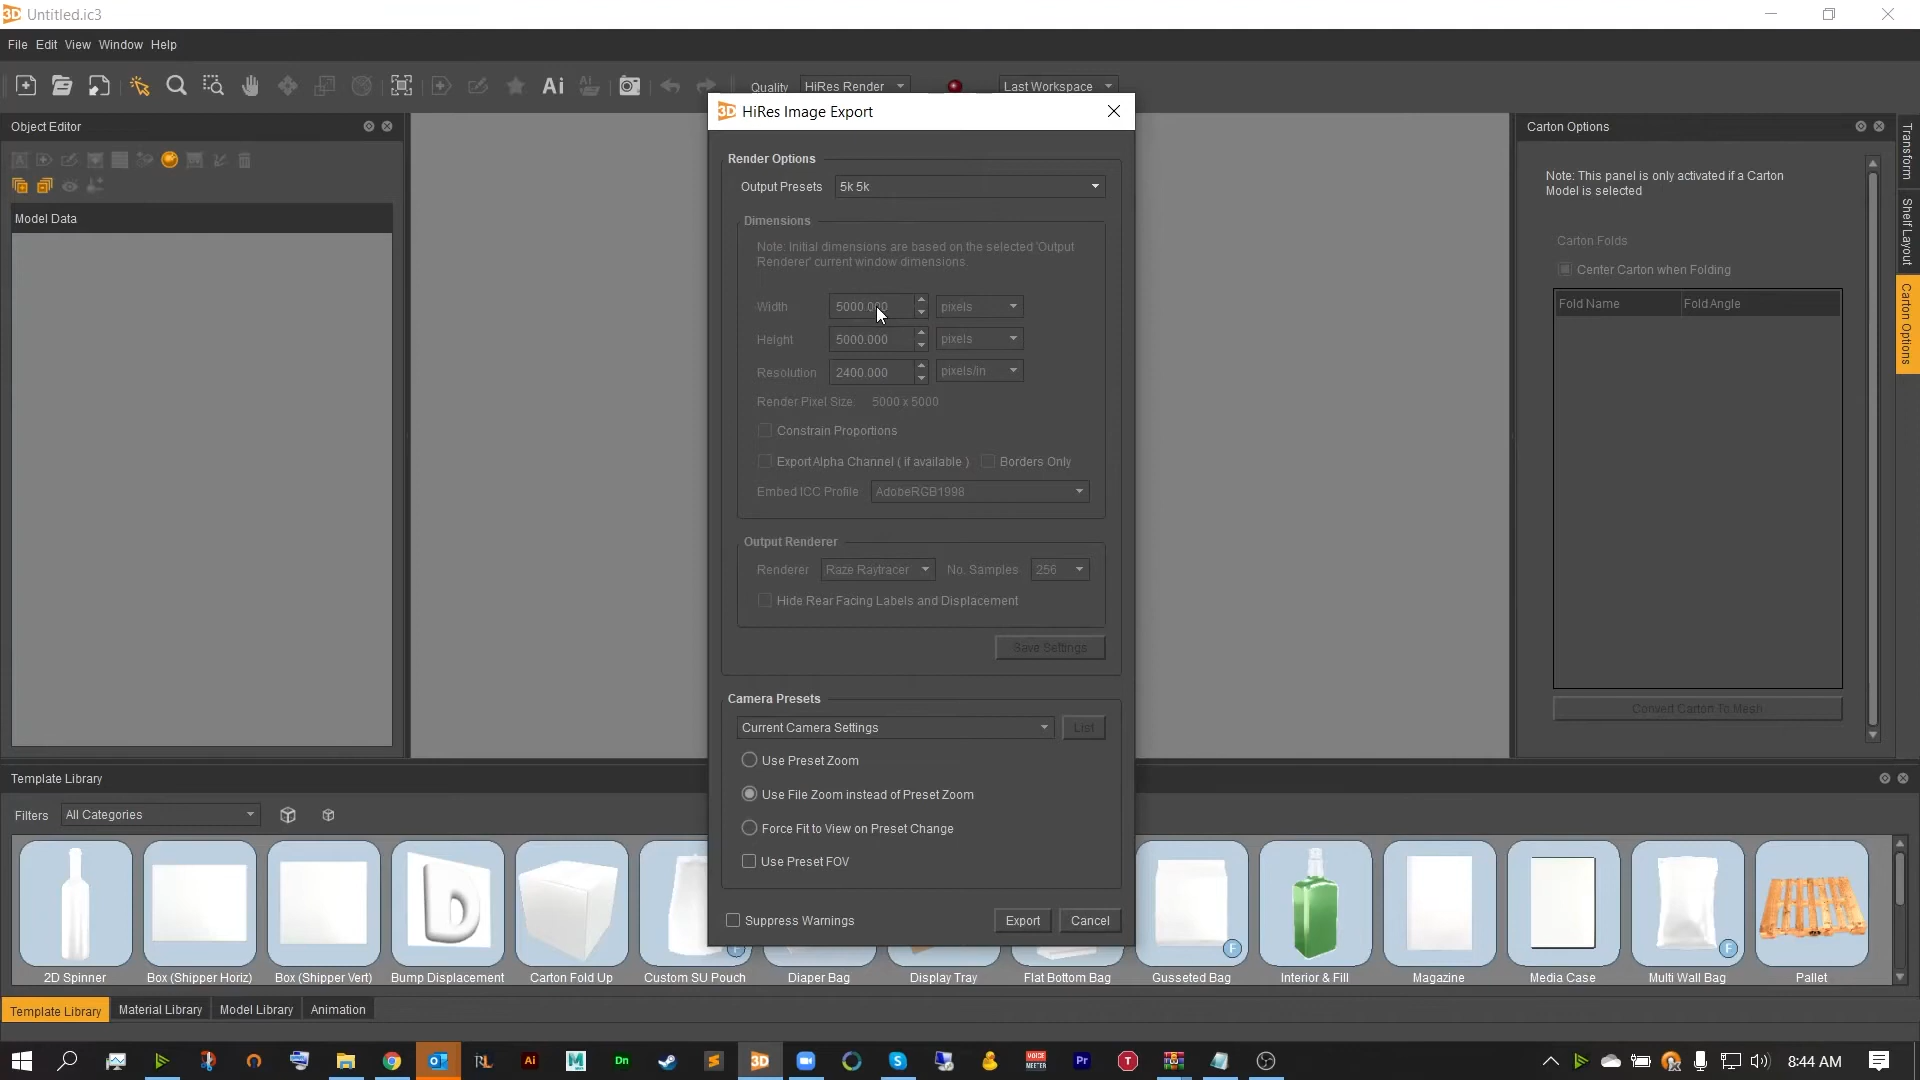 3D Untitled.ic3
File Edit View Window Help
Ai
Quality HiRes Render
Last Workspace
3D HiRes Image Export
Object Editor
Model Data
Render Options
Output Presets 5k 5k
Dimensions
Note: Initial dimensions are based on the selected 'Output
Renderer' current window dimensions.
Width 5000.000 pixels
Height 5000.000 pixels
Resolution 2400.000 pixels/in
Render Pixel Size: 5000 x 5000
Constrain Proportions
Export Alpha Channel ( if available ) Borders Only
Embed ICC Profile AdobeRGB1998
Output Renderer
Renderer Raze Raytracer No. Samples 256
Hide Rear Facing Labels and Displacement
Save Settings
Camera Presets
Current Camera Settings List
Use Preset Zoom
Use File Zoom instead of Preset Zoom
Force Fit to View on Preset Change
Use Preset FOV
Suppress Warnings Export Cancel
Carton Options
Note: This panel is only activated if a Carton
Model is selected
Carton Folds
Center Carton when Folding
Fold Name Fold Angle
Convert Carton To Mesh
Transform
Shelf Layout
Carton Options
Template Library
Filters All Categories
2D Spinner Box (Shipper Horiz) Box (Shipper Vert) Bump Displacement Carton Fold Up Custom SU Pouch Diaper Bag Display Tray Flat Bottom Bag Gusseted Bag Interior & Fill Magazine Media Case Multi Wall Bag Pallet
Template Library Material Library Model Library Animation
8:44 AM